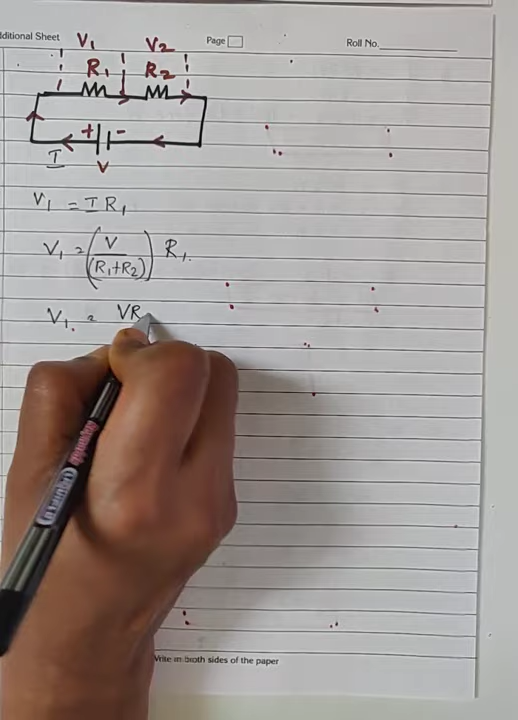 dditional Sheet
Page
Roll No.
V1 V2
R1 R2
+ -
I
V
V1 = I R1
V1 = (V/(R1+R2)) R1.
V1. = VR
Write on both sides of the paper